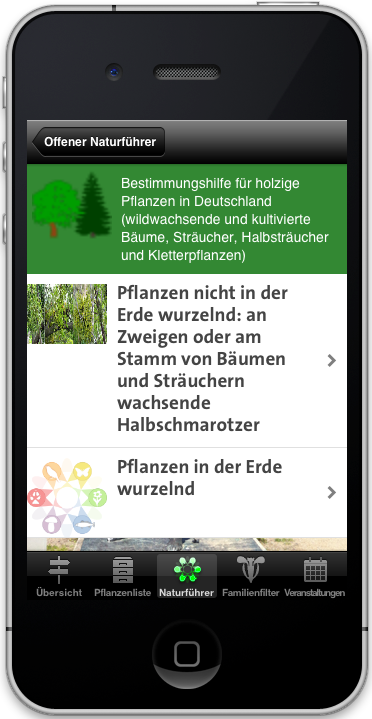 Offener Naturführer
Bestimmungshilfe für holzige
Pflanzen in Deutschland
(wildwachsende und kultivierte
Bäume, Sträucher, Halbsträucher
und Kletterpflanzen)
Pflanzen nicht in der
Erde wurzelnd: an
Zweigen oder am
Stamm von Bäumen
und Sträuchern
wachsende
Halbschmarotzer
Pflanzen in der Erde
wurzelnd
Übersicht Pflanzenliste Naturführer Familienfilter Veranstaltungen